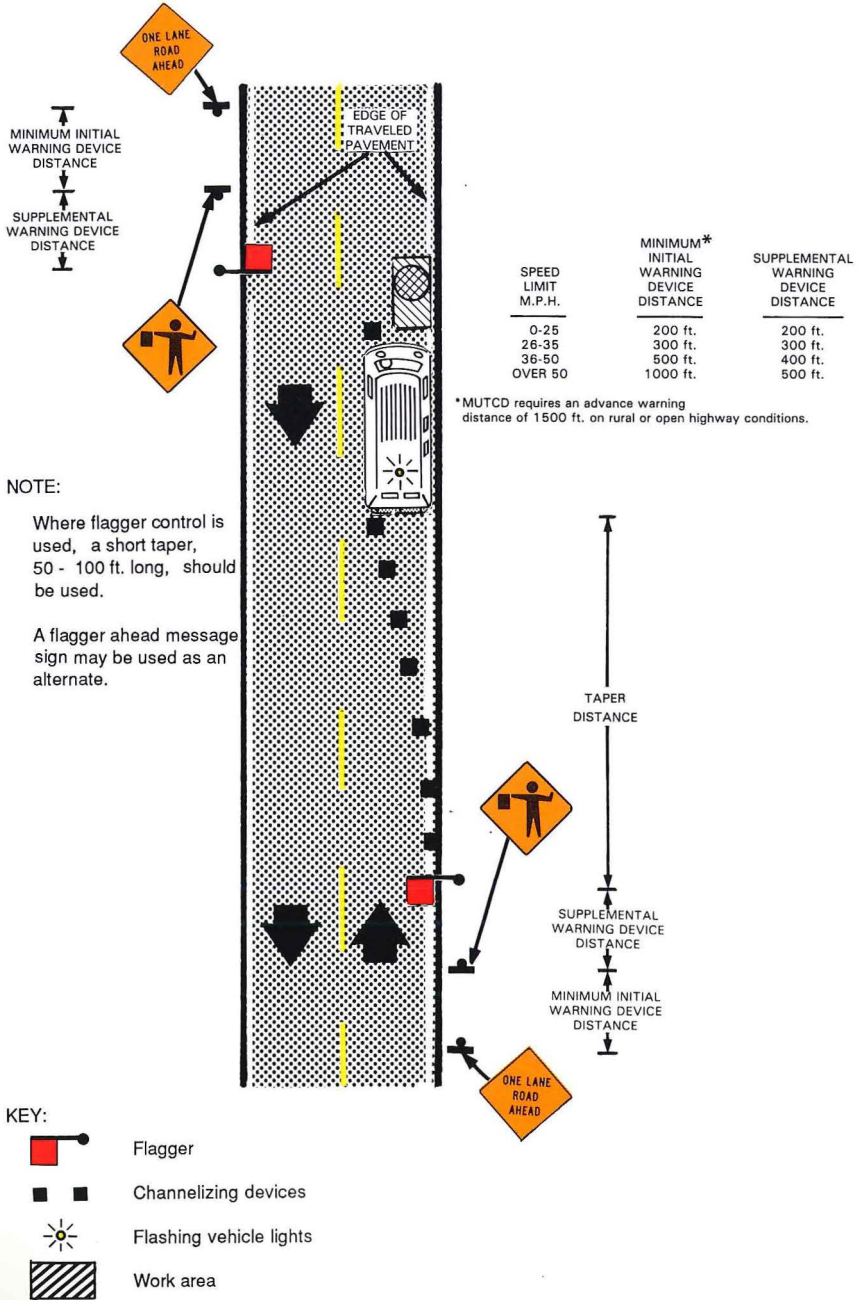 ONE LANE
ROAD
AHEAD
MINIMUM INITIAL
WARNING DEVICE
DISTANCE
SUPPLEMENTAL
WARNING DEVICE
DISTANCE
EDGE OF
TRAVELED
PAVEMENT
SPEED
LIMIT
M.P.H.
MINIMUM*
INITIAL
WARNING
DEVICE
DISTANCE
SUPPLEMENTAL
WARNING
DEVICE
DISTANCE
0-25 200 ft. 200 ft.
26-35 300 ft. 300 ft.
36-50 500 ft. 400 ft.
OVER 50 1000 ft. 500 ft.
*MUTCD requires an advance warning
distance of 1500 ft. on rural or open highway conditions.
NOTE:
Where flagger control is
used, a short taper,
50 - 100 ft. long, should
be used.
A flagger ahead message
sign may be used as an
alternate.
TAPER
DISTANCE
SUPPLEMENTAL
WARNING DEVICE
DISTANCE
MINIMUM INITIAL
WARNING DEVICE
DISTANCE
ONE LANE
ROAD
AHEAD
KEY:
Flagger
Channelizing devices
Flashing vehicle lights
Work area